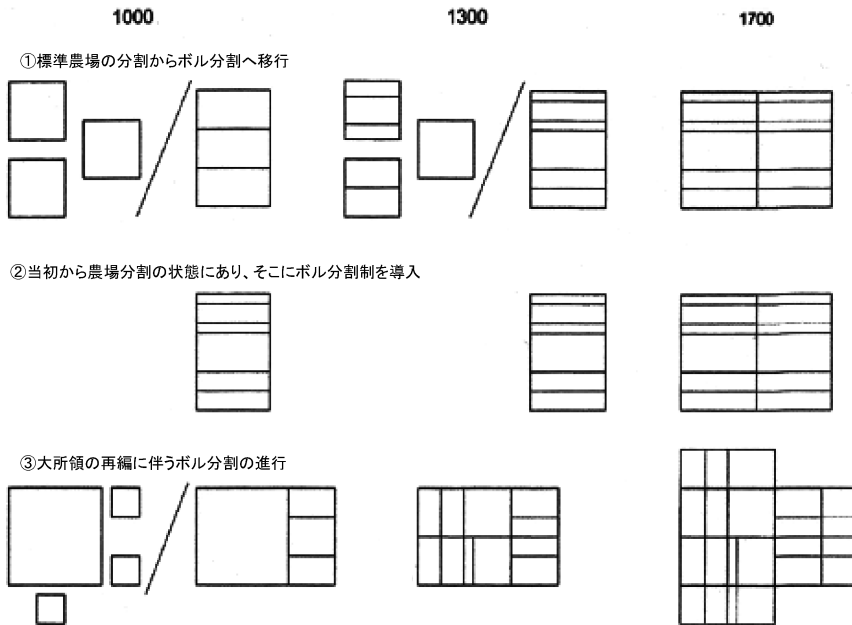 1000 1300 1700
①標準農場の分割からボル分割へ移行
②当初から農場分割の状態にあり、そこにボル分割制を導入
③大所領の再編に伴うボル分割の進行